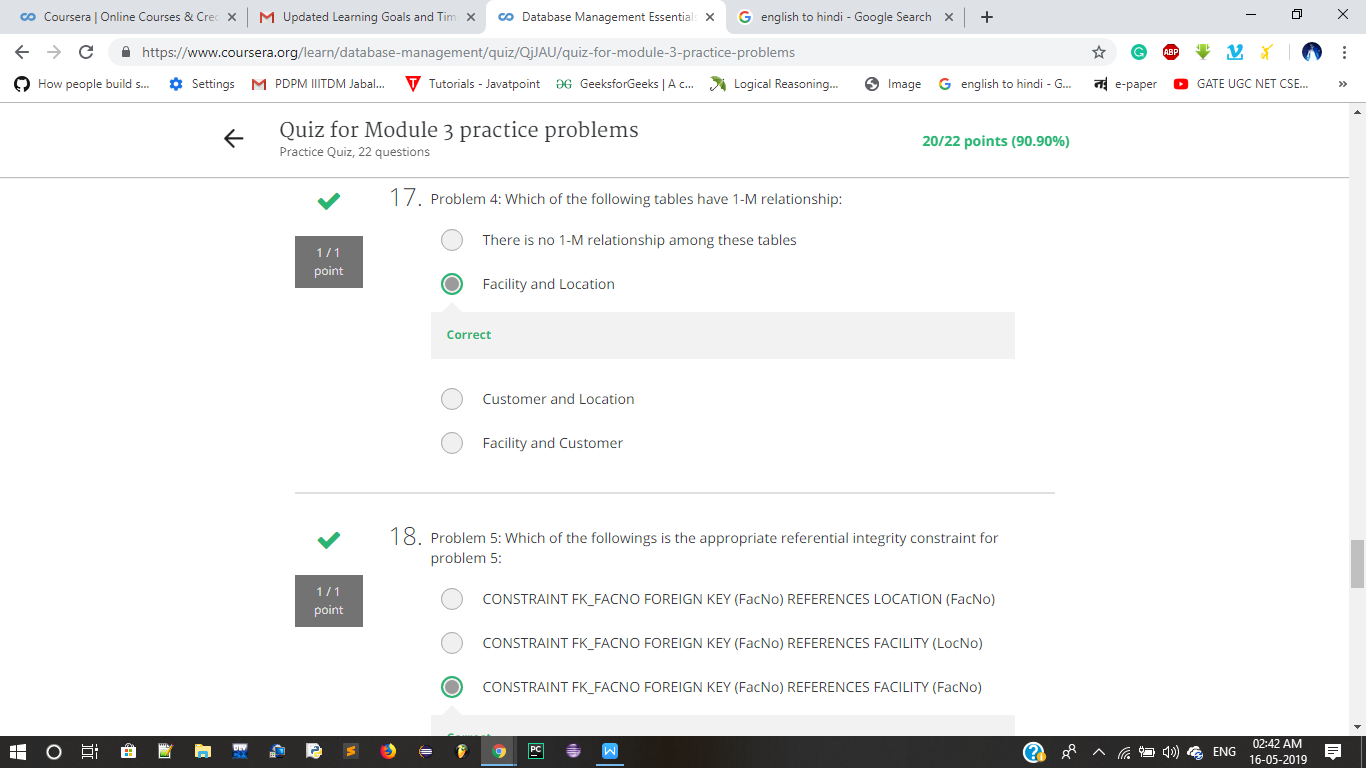 Coursera | Online Courses & Cred
Updated Learning Goals and Tim
Database Management Essentials
english to hindi - Google Search
https://www.coursera.org/learn/database-management/quiz/QjJAU/quiz-for-module-3-practice-problems
ABP
How people build s...
Settings
PDPM IIITDM Jabal...
Tutorials - Javatpoint
GeeksforGeeks | A c...
Logical Reasoning...
Image
english to hindi - G...
e-paper
GATE UGC NET CSE...
Quiz for Module 3 practice problems
Practice Quiz, 22 questions
20/22 points (90.90%)
17. Problem 4: Which of the following tables have 1-M relationship:
1 / 1
point
There is no 1-M relationship among these tables
Facility and Location
Correct
Customer and Location
Facility and Customer
18. Problem 5: Which of the followings is the appropriate referential integrity constraint for
problem 5:
1 / 1
point
CONSTRAINT FK_FACNO FOREIGN KEY (FacNo) REFERENCES LOCATION (FacNo)
CONSTRAINT FK_FACNO FOREIGN KEY (FacNo) REFERENCES FACILITY (LocNo)
CONSTRAINT FK_FACNO FOREIGN KEY (FacNo) REFERENCES FACILITY (FacNo)
ENG
02:42 AM
16-05-2019